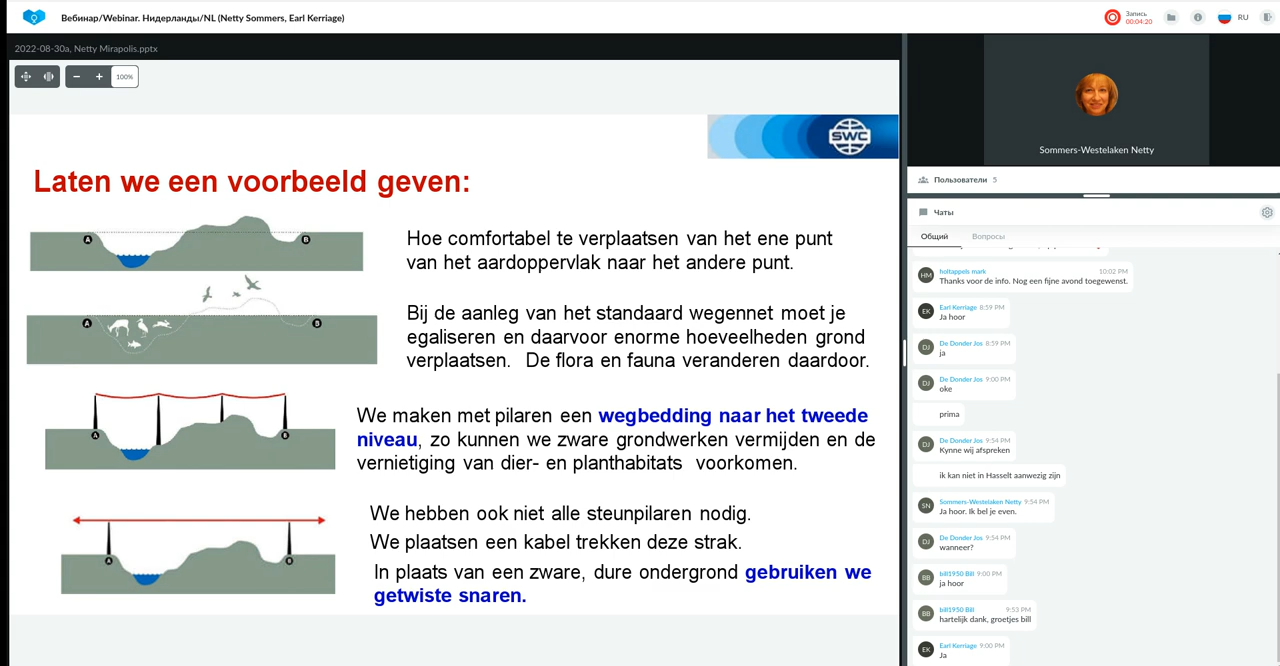 Вебинар/Webinar. Нидерланды/NL (Netty Sommers, Earl Kerriage)
Запись
00:04:20
RU
2022-08-30a, Netty Mirapolis.pptx
100%
SWC
Laten we een voorbeeld geven:
A
B
Hoe comfortabel te verplaatsen van het ene punt
van het aardoppervlak naar het andere punt.
A
B
Bij de aanleg van het standaard wegennet moet je
egaliseren en daarvoor enorme hoeveelheden grond
verplaatsen. De flora en fauna veranderen daardoor.
A
B
We maken met pilaren een wegbedding naar het tweede
niveau, zo kunnen we zware grondwerken vermijden en de
vernietiging van dier- en planthabitats voorkomen.
A
B
We hebben ook niet alle steunpilaren nodig.
We plaatsen een kabel trekken deze strak.
In plaats van een zware, dure ondergrond gebruiken we
getwiste snaren.
Sommers-Westelaken Netty
Пользователи 5
Чаты
Общий
Вопросы
HM
holtappels mark 10:02 PM
Thanks voor de info. Nog een fijne avond toegewenst.
EK
Earl Kerriage 8:59 PM
Ja hoor
DJ
De Donder Jos 8:59 PM
ja
DJ
De Donder Jos 9:00 PM
oke
prima
DJ
De Donder Jos 9:54 PM
Kynne wij afspreken
ik kan niet in Hasselt aanwezig zijn
SN
Sommers-Westelaken Netty 9:54 PM
Ja hoor. Ik bel je even.
DJ
De Donder Jos 9:54 PM
wanneer?
BB
bill1950 Bill 9:00 PM
ja hoor
BB
bill1950 Bill 9:53 PM
hartelijk dank, groetjes bill
EK
Earl Kerriage 9:00 PM
Ja